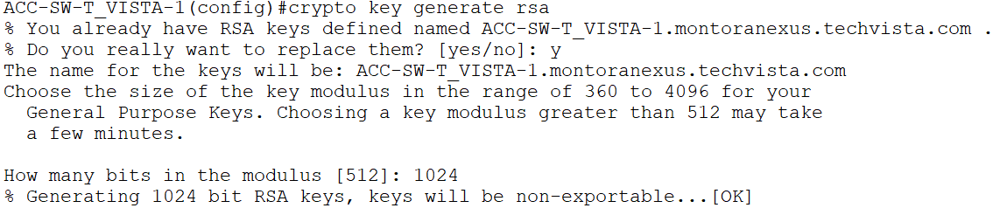 ACC-SW-T_VISTA-1(config)#crypto key generate rsa
% You already have RSA keys defined named ACC-SW-T_VISTA-1.montoranexus.techvista.com .
% Do you really want to replace them? [yes/no]: y
The name for the keys will be: ACC-SW-T_VISTA-1.montoranexus.techvista.com
Choose the size of the key modulus in the range of 360 to 4096 for your
  General Purpose Keys. Choosing a key modulus greater than 512 may take
  a few minutes.

How many bits in the modulus [512]: 1024
% Generating 1024 bit RSA keys, keys will be non-exportable...[OK]